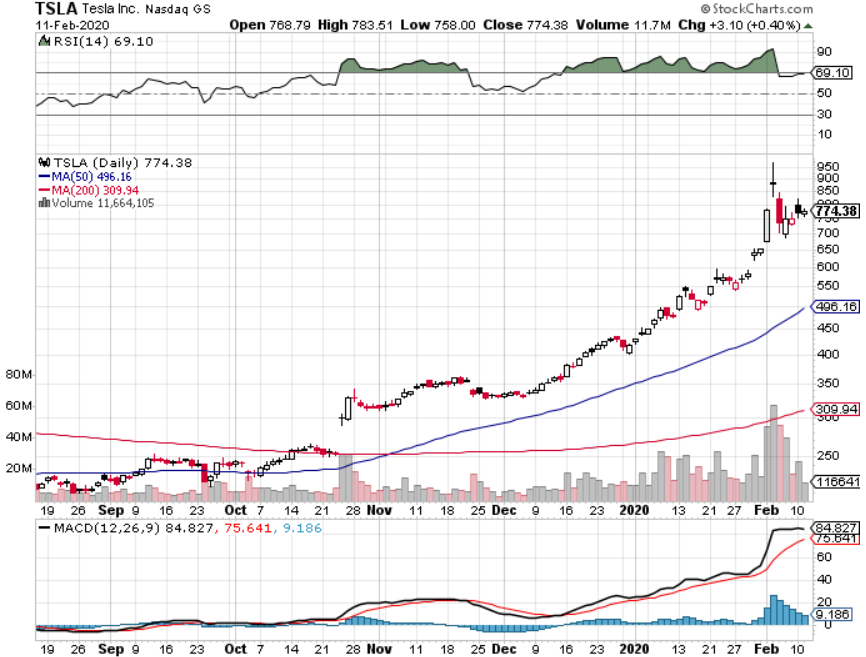 TSLA Tesla Inc. Nasdaq GS © StockCharts.com
11-Feb-2020 Open 768.79 High 783.51 Low 758.00 Close 774.38 Volume 11.7M Chg +3.10 (+0.40%)
RSI(14) 69.10
90
69.10
50
30
10
TSLA (Daily) 774.38
MA(50) 496.16
MA(200) 309.94
Volume 11,664,105
950
900
850
774.38
700
650
600
550
496.16
450
400
80M 350
60M 309.94
300
40M
250
20M
116641
19 26 Sep 9 16 23 Oct 7 14 21 28 Nov 11 18 25 Dec 9 16 23 2020 13 21 27 Feb 10
MACD(12,26,9) 84.827, 75.641, 9.186
84.827
75.641
60
40
20
9.186
0
19 26 Sep 9 16 23 Oct 7 14 21 28 Nov 11 18 25 Dec 9 16 23 2020 13 21 27 Feb 10